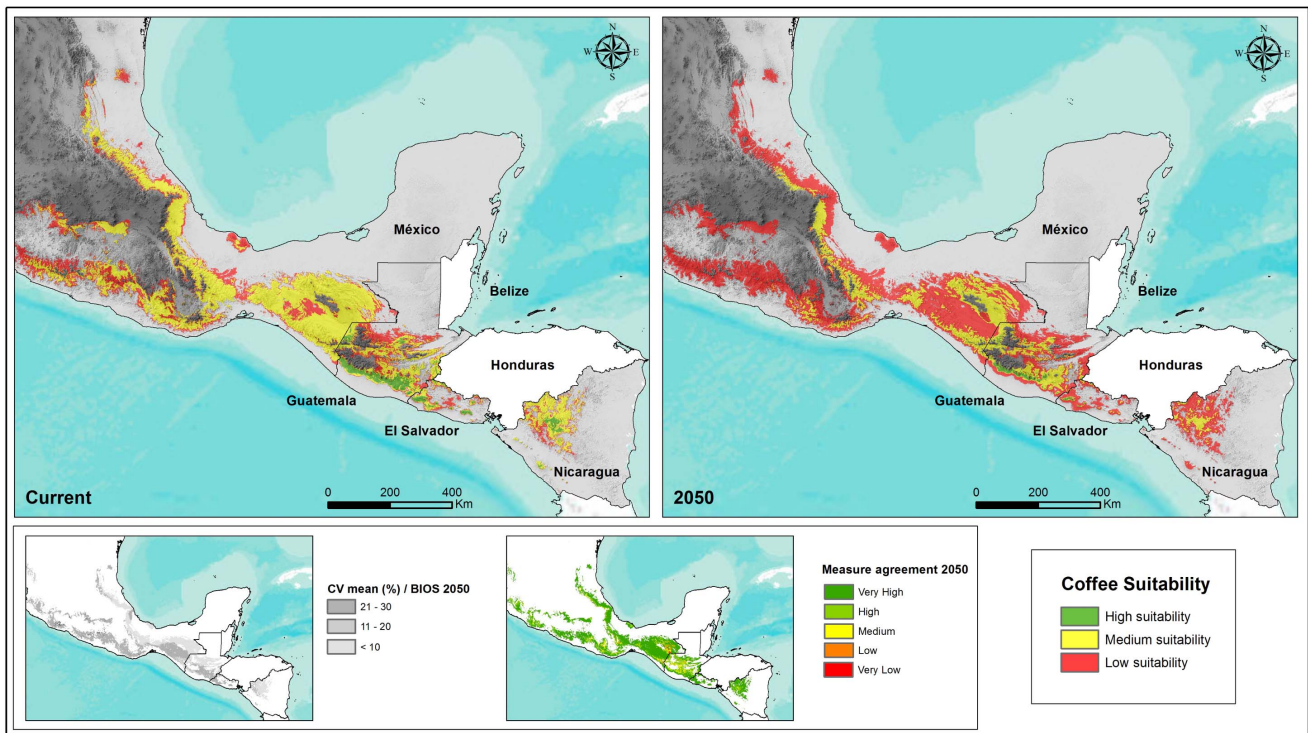 N
W
E
S
México
Belize
Honduras
Guatemala
El Salvador
Nicaragua
Current
0
200
400
Km
N
W
E
S
México
Belize
Honduras
Guatemala
El Salvador
Nicaragua
2050
0
200
400
Km
CV mean (%) / BIOS 2050
21 - 30
11 - 20
< 10
Measure agreement 2050
Very High
High
Medium
Low
Very Low
Coffee Suitability
High suitability
Medium suitability
Low suitability